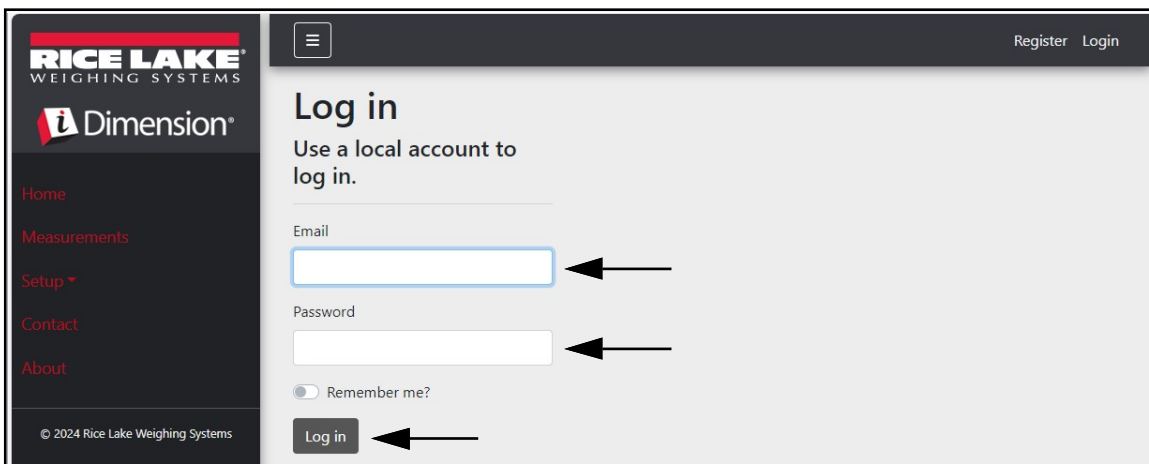 RICE LAKE®
WEIGHING SYSTEMS
i Dimension®
Home
Measurements
Setup
Contact
About
© 2024 Rice Lake Weighing Systems
Register Login
Log in
Use a local account to
log in.
Email
Password
Remember me?
Log in